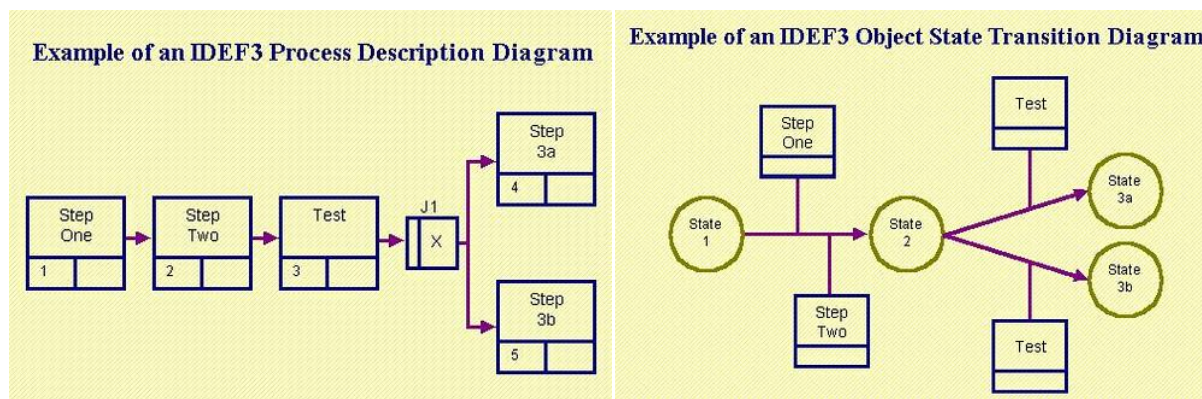 Example of an IDEF3 Process Description Diagram
Step
One
1
Step
Two
2
Test
3
J1
X
Step
3a
4
Step
3b
5
Example of an IDEF3 Object State Transition Diagram
State
1
Step
One
Step
Two
State
2
Test
State
3a
State
3b
Test